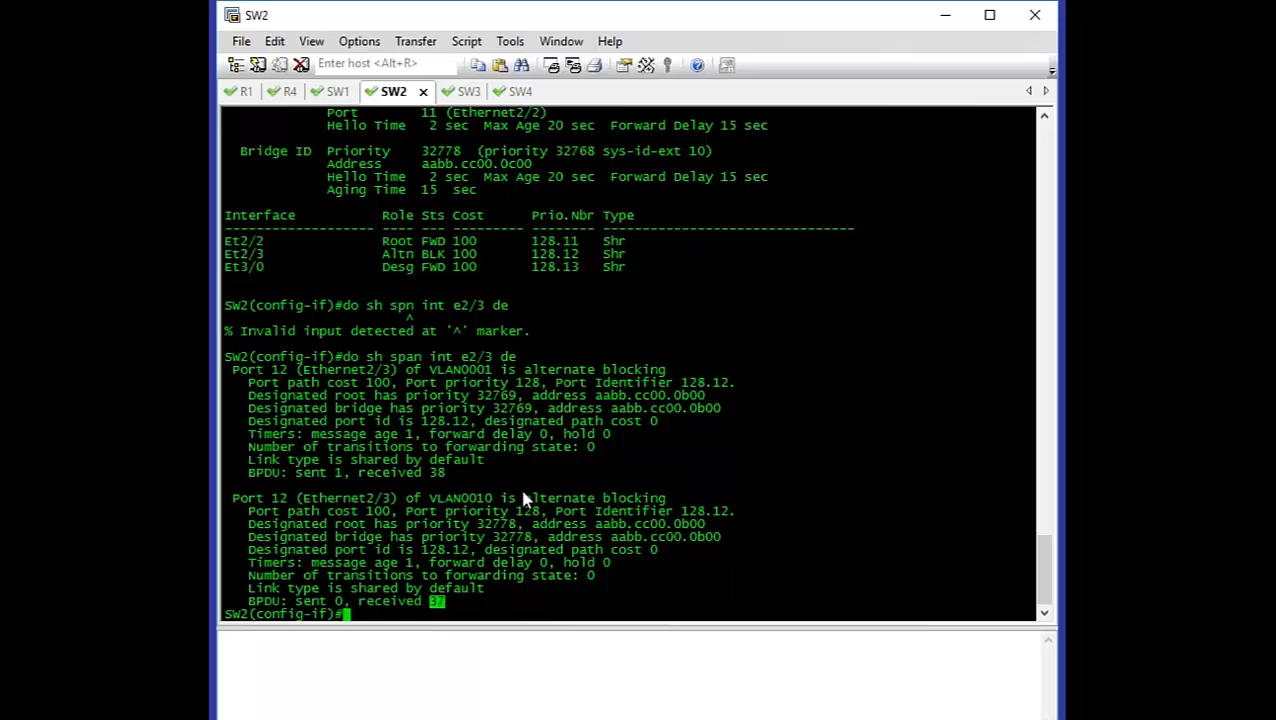 SW2
File Edit View Options Transfer Script Tools Window Help
Enter host <Alt+R>
R1 R4 SW1 SW2 SW3 SW4
Port 11 (Ethernet2/2)
Hello Time 2 sec Max Age 20 sec Forward Delay 15 sec
Bridge ID Priority 32778 (priority 32768 sys-id-ext 10)
Address aabb.cc00.0c00
Hello Time 2 sec Max Age 20 sec Forward Delay 15 sec
Aging Time 15 sec
Interface Role Sts Cost Prio.Nbr Type
------------------- ---- --- --------- -------- --------------------------------
Et2/2 Root FWD 100 128.11 Shr
Et2/3 Altn BLK 100 128.12 Shr
Et3/0 Desg FWD 100 128.13 Shr
SW2(config-if)#do sh spn int e2/3 de
^
% Invalid input detected at '^' marker.
SW2(config-if)#do sh span int e2/3 de
Port 12 (Ethernet2/3) of VLAN0001 is alternate blocking
Port path cost 100, Port priority 128, Port Identifier 128.12.
Designated root has priority 32769, address aabb.cc00.0b00
Designated bridge has priority 32769, address aabb.cc00.0b00
Designated port id is 128.12, designated path cost 0
Timers: message age 1, forward delay 0, hold 0
Number of transitions to forwarding state: 0
Link type is shared by default
BPDU: sent 1, received 38
Port 12 (Ethernet2/3) of VLAN0010 is alternate blocking
Port path cost 100, Port priority 128, Port Identifier 128.12.
Designated root has priority 32778, address aabb.cc00.0b00
Designated bridge has priority 32778, address aabb.cc00.0b00
Designated port id is 128.12, designated path cost 0
Timers: message age 1, forward delay 0, hold 0
Number of transitions to forwarding state: 0
Link type is shared by default
BPDU: sent 0, received 37
SW2(config-if)#